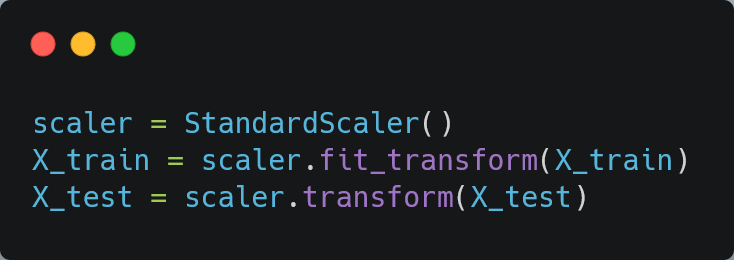 scaler = StandardScaler()
X_train = scaler.fit_transform(X_train)
X_test = scaler.transform(X_test)